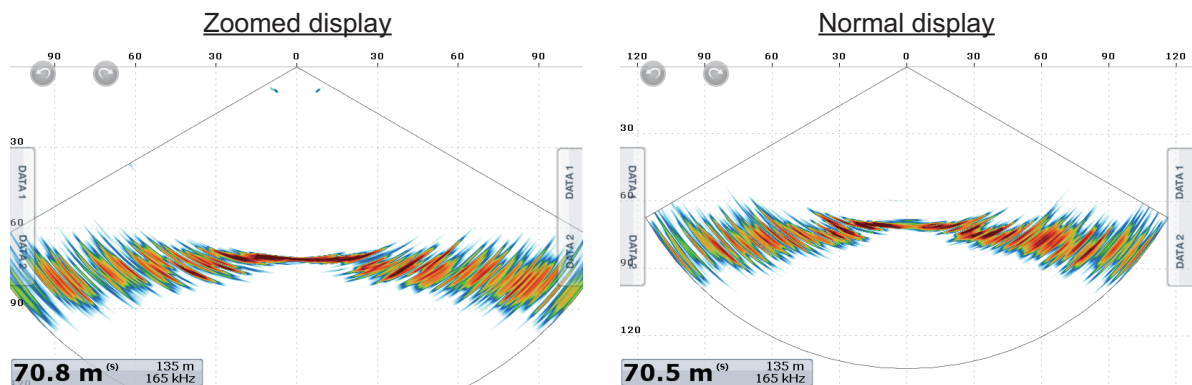 Zoomed display
90 60 30 0 30 60 90
30
DATA 1
DATA 1
60
DATA 2
DATA 2
90
120
70.8 m (s) 135 m
165 kHz
Normal display
120 90 60 30 0 30 60 90 120
30
DATA 1
DATA 1
60
DATA 2
DATA 2
90
120
70.5 m (s) 135 m
165 kHz